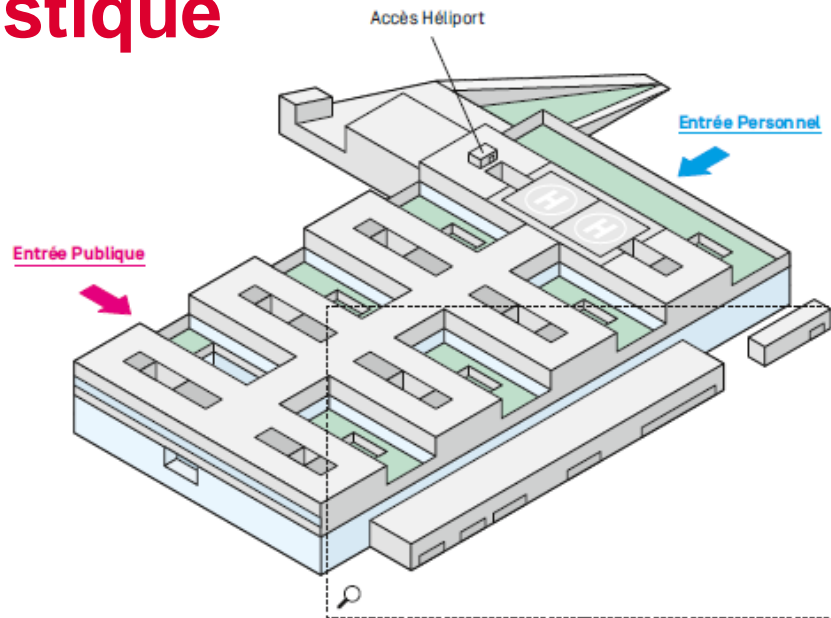 stique
Accès Héliport
Entrée Personnel
Entrée Publique
H
H